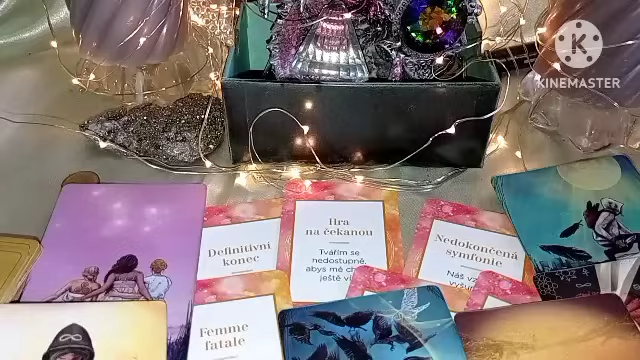 K
KINEMASTER
Hra
na čekanou
Tvářím se
nedostupně,
abys mě
ještě
Definitivní
konec
Nedokončená
symfonie
Náš
Femme
fatale